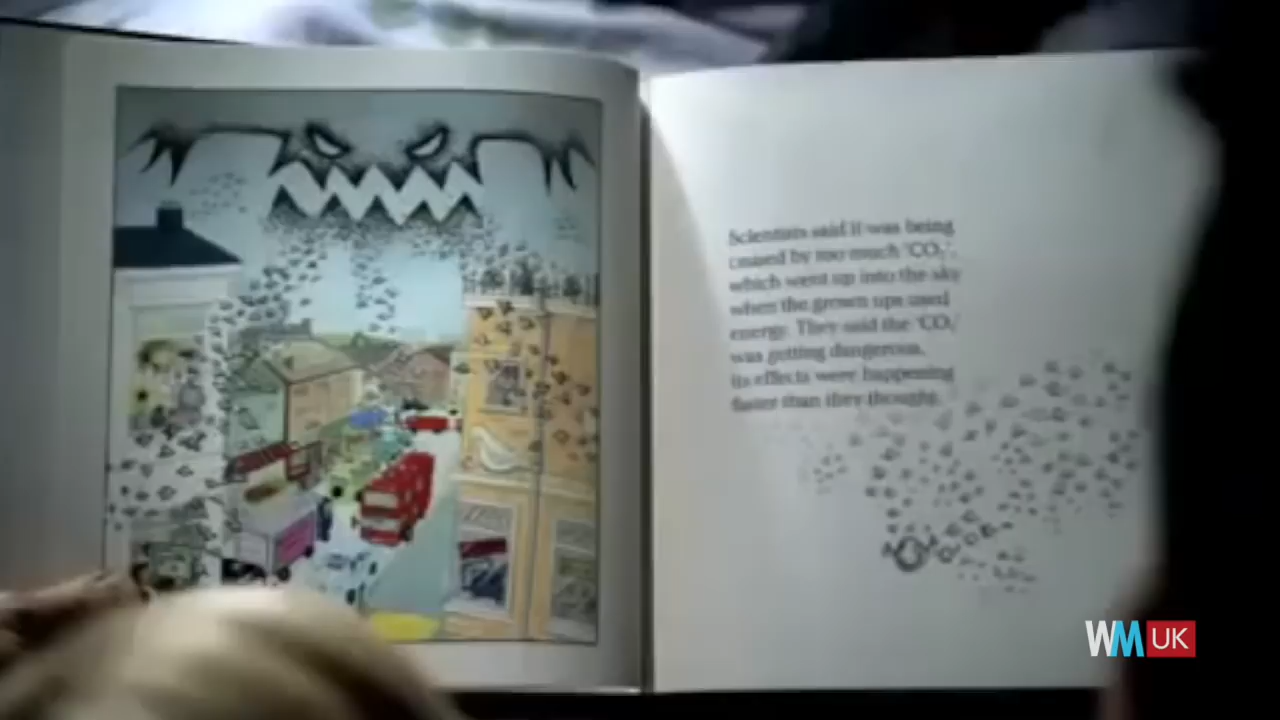 Scientists said it was being
caused by too much 'CO₂',
which went up into the sky
when the grown ups used
energy. They said the 'CO₂'
was getting dangerous,
its effects were happening
faster than they thought.
WM UK